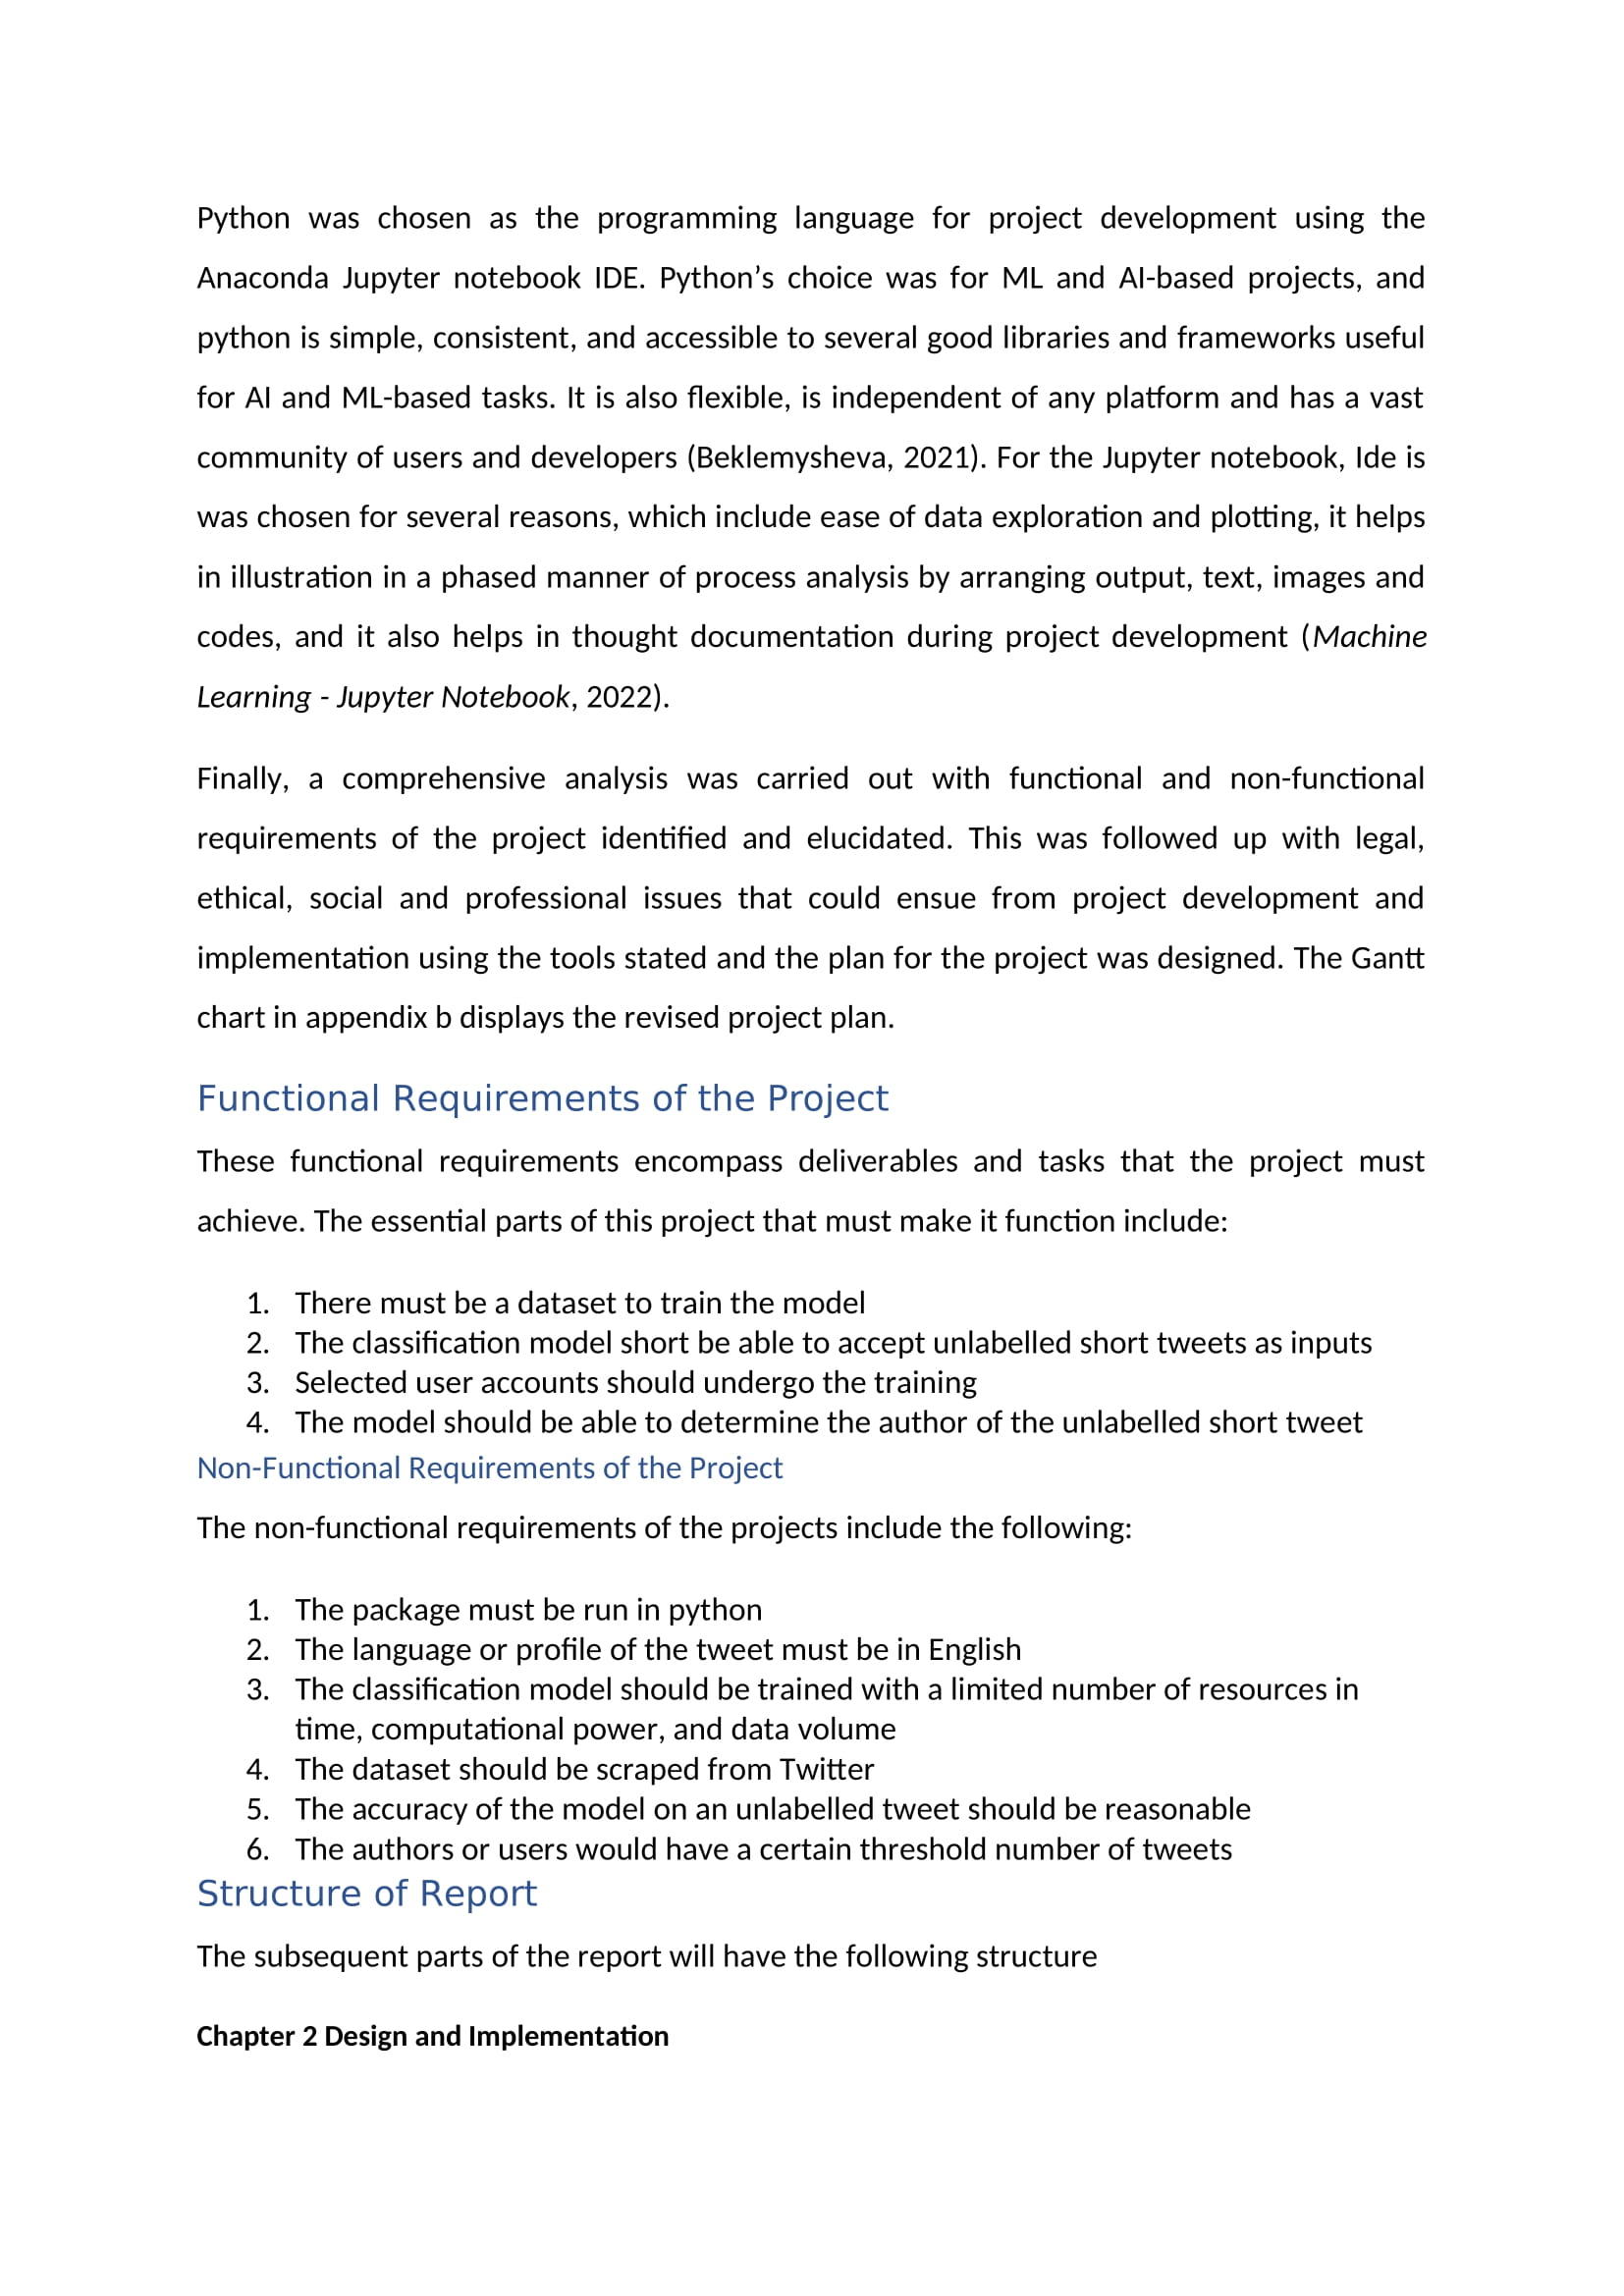 Python was chosen as the programming language for project development using the
Anaconda Jupyter notebook IDE. Python’s choice was for ML and AI-based projects, and
python is simple, consistent, and accessible to several good libraries and frameworks useful
for AI and ML-based tasks. It is also flexible, is independent of any platform and has a vast
community of users and developers (Beklemysheva, 2021). For the Jupyter notebook, Ide is
was chosen for several reasons, which include ease of data exploration and plotting, it helps
in illustration in a phased manner of process analysis by arranging output, text, images and
codes, and it also helps in thought documentation during project development (Machine
Learning - Jupyter Notebook, 2022).
Finally, a comprehensive analysis was carried out with functional and non-functional
requirements of the project identified and elucidated. This was followed up with legal,
ethical, social and professional issues that could ensue from project development and
implementation using the tools stated and the plan for the project was designed. The Gantt
chart in appendix b displays the revised project plan.
Functional Requirements of the Project
These functional requirements encompass deliverables and tasks that the project must
achieve. The essential parts of this project that must make it function include:
1. There must be a dataset to train the model
2. The classification model short be able to accept unlabelled short tweets as inputs
3. Selected user accounts should undergo the training
4. The model should be able to determine the author of the unlabelled short tweet
Non-Functional Requirements of the Project
The non-functional requirements of the projects include the following:
1. The package must be run in python
2. The language or profile of the tweet must be in English
3. The classification model should be trained with a limited number of resources in
time, computational power, and data volume
4. The dataset should be scraped from Twitter
5. The accuracy of the model on an unlabelled tweet should be reasonable
6. The authors or users would have a certain threshold number of tweets
Structure of Report
The subsequent parts of the report will have the following structure
Chapter 2 Design and Implementation